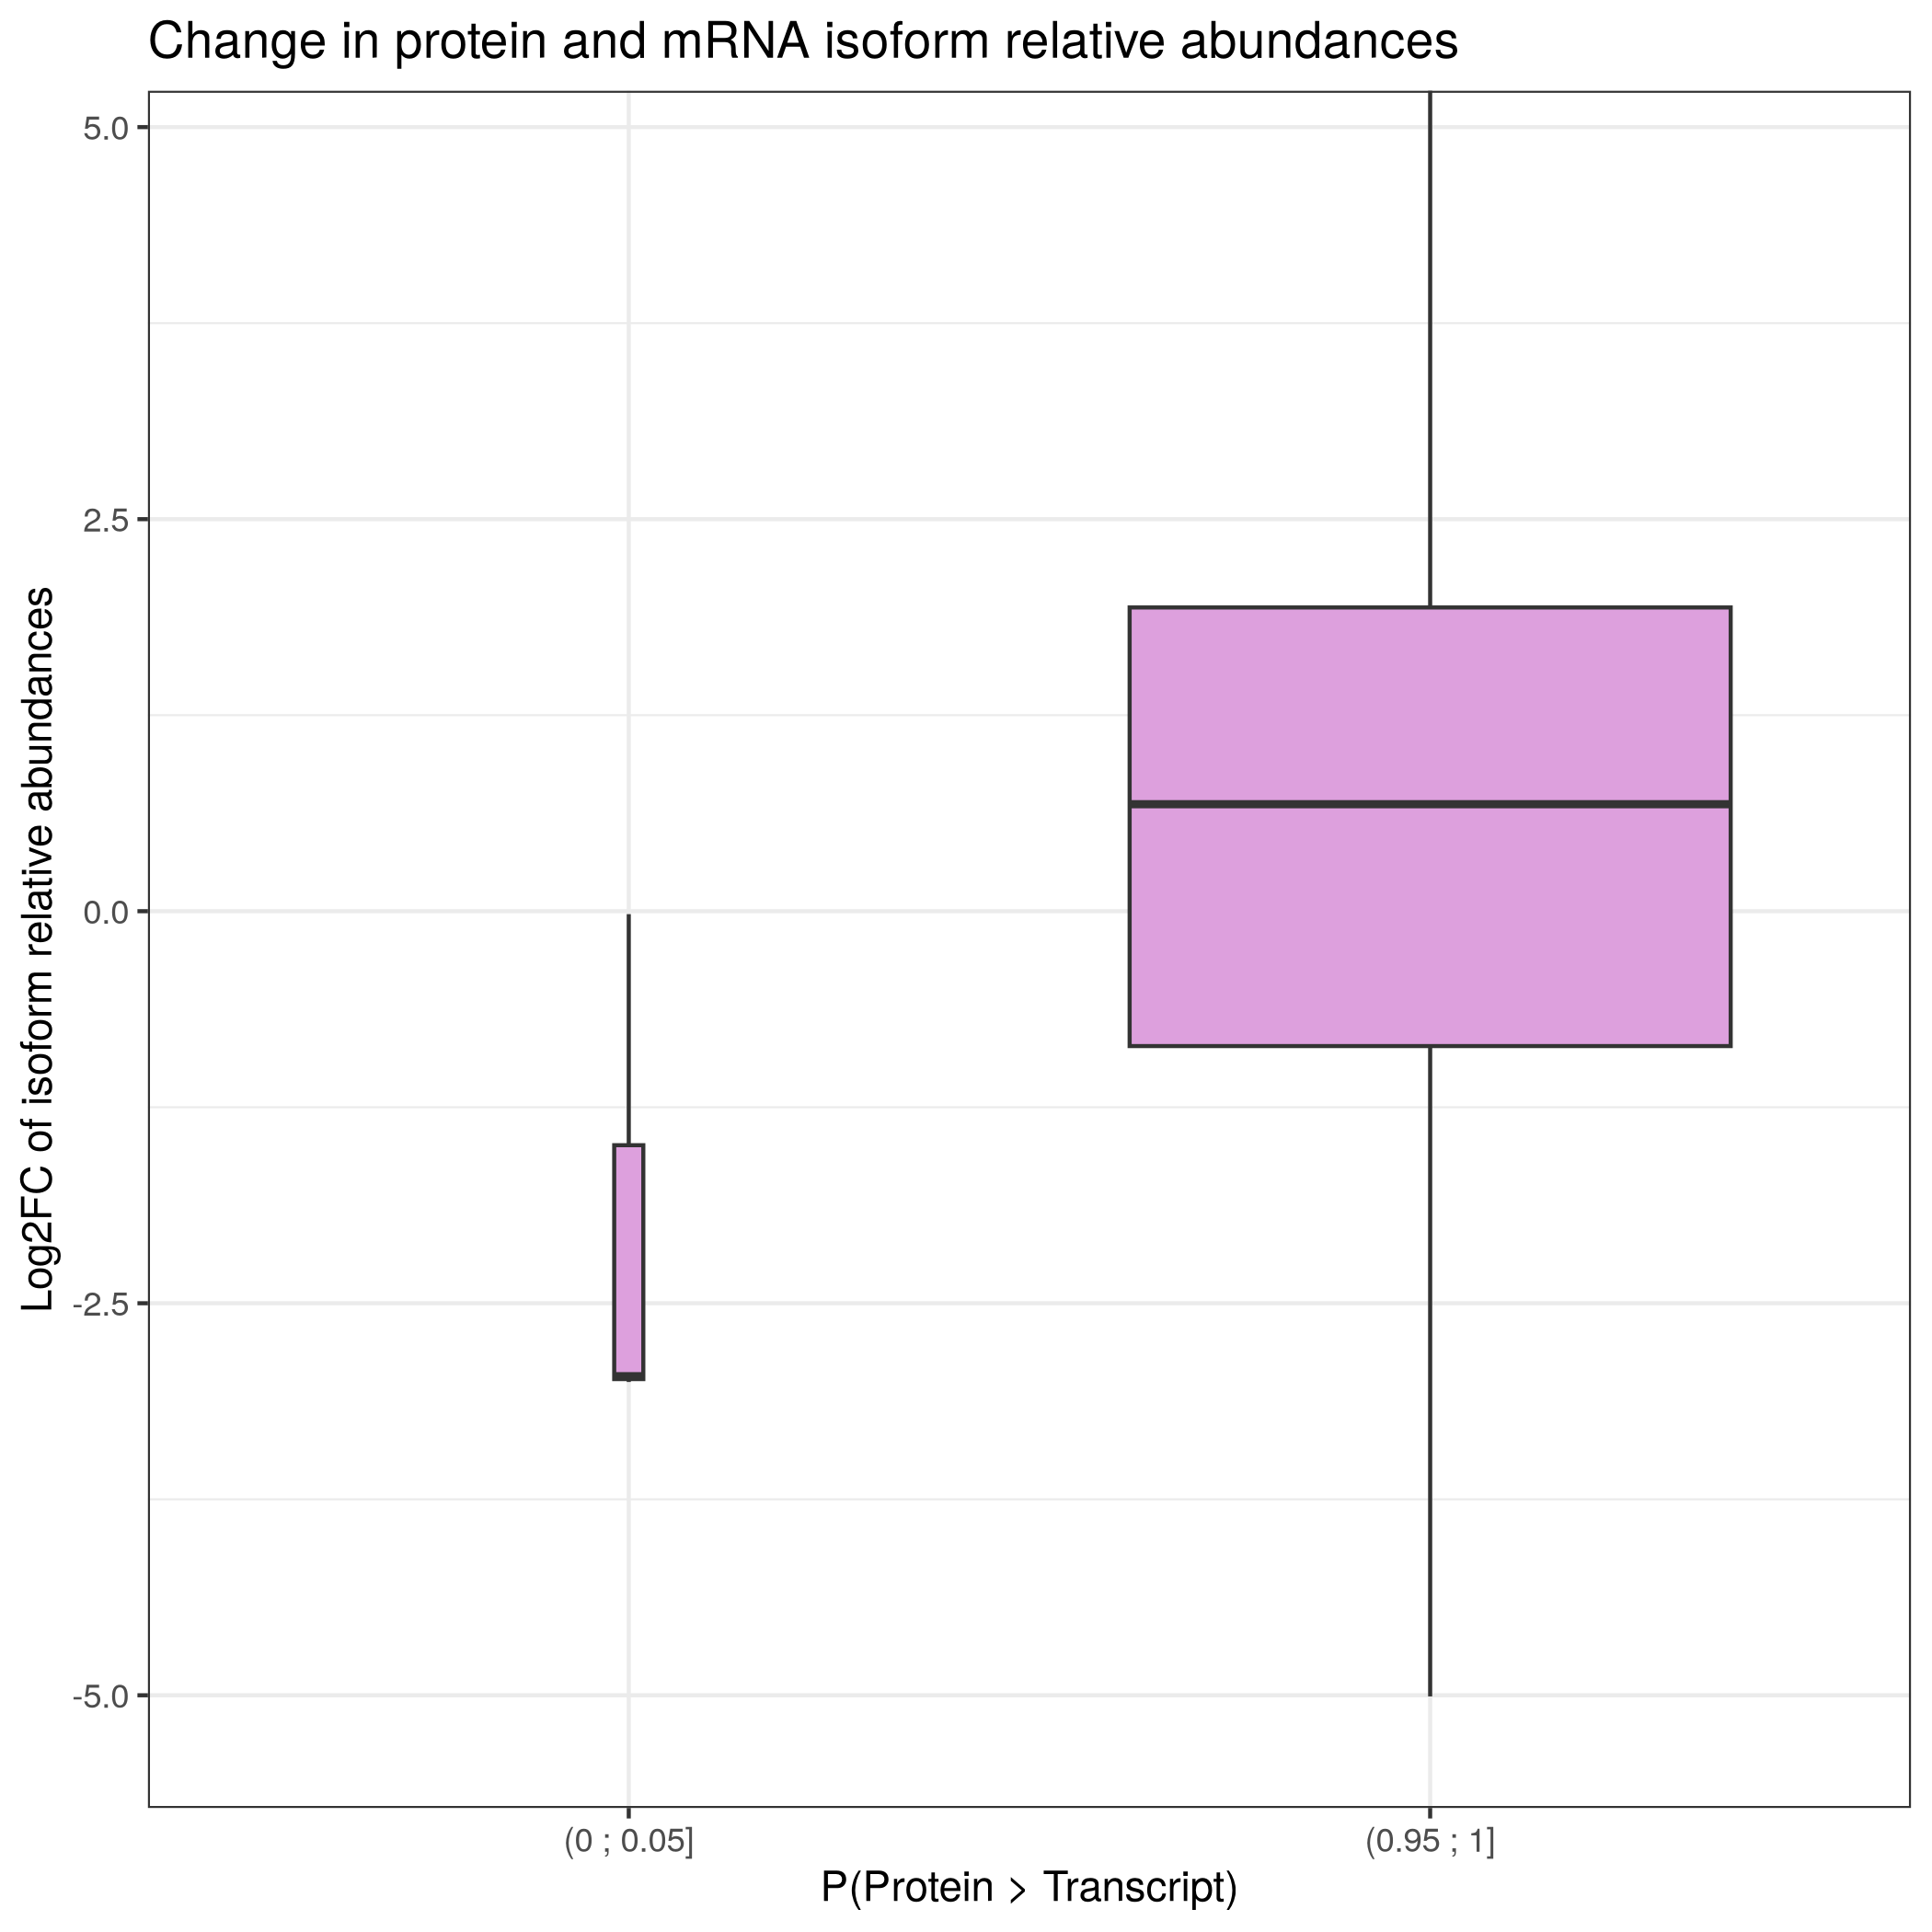 Change in protein and mRNA isoform relative abundances
Log2FC of isoform relative abundances
5.0
2.5
0.0
-2.5
-5.0
(0 ; 0.05]
(0.95 ; 1]
P(Protein > Transcript)